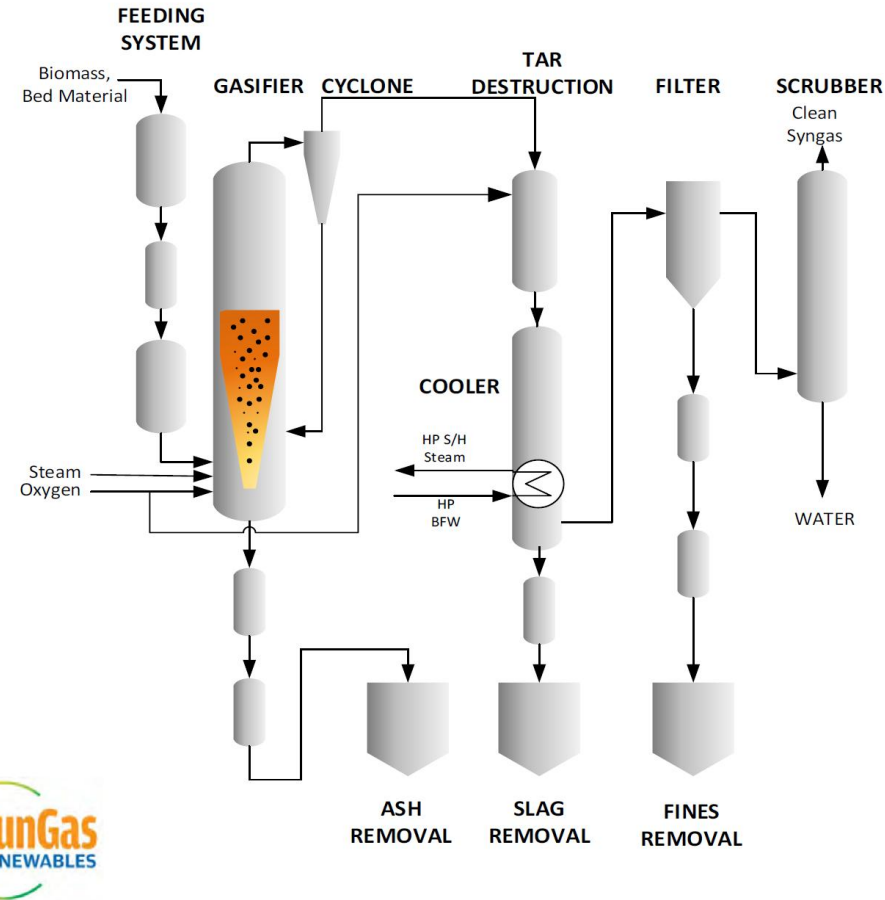 FEEDING
SYSTEM
Biomass,
Bed Material
GASIFIER
CYCLONE
TAR
DESTRUCTION
FILTER
SCRUBBER
Clean
Syngas
COOLER
HP S/H
Steam
HP
BFW
Steam
Oxygen
WATER
ASH
REMOVAL
SLAG
REMOVAL
FINES
REMOVAL
unGas
NEWABLES